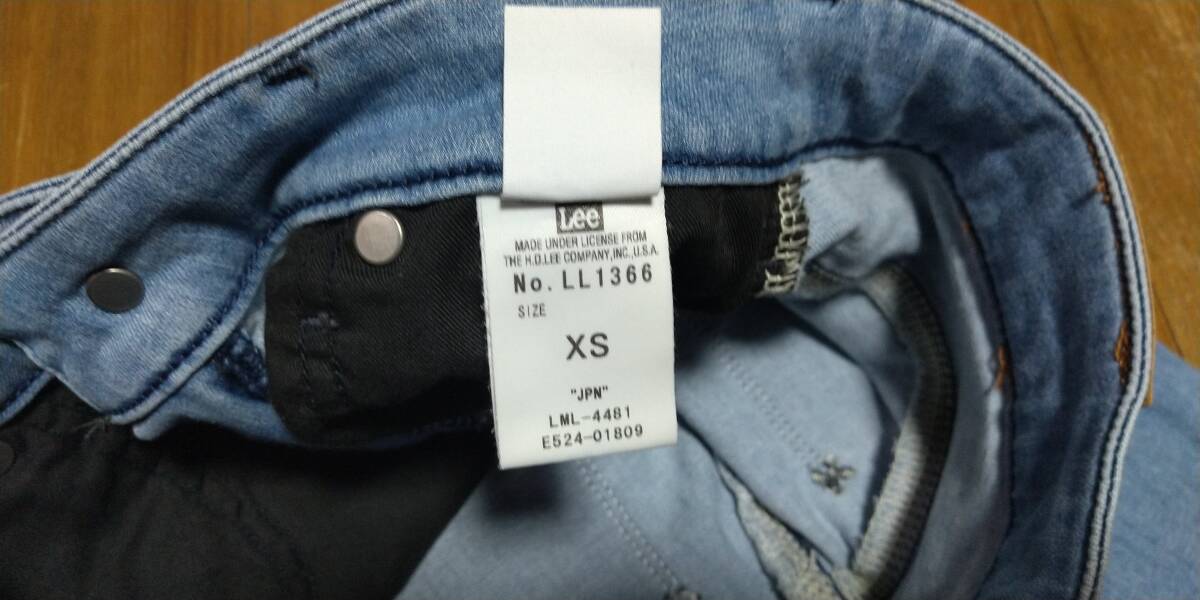 Lee
MADE UNDER LICENSE FROM
THE H.D.LEE COMPANY,INC.,U.S.A.
No. LL1366
SIZE
XS
"JPN"
LML-4481
E524-01809